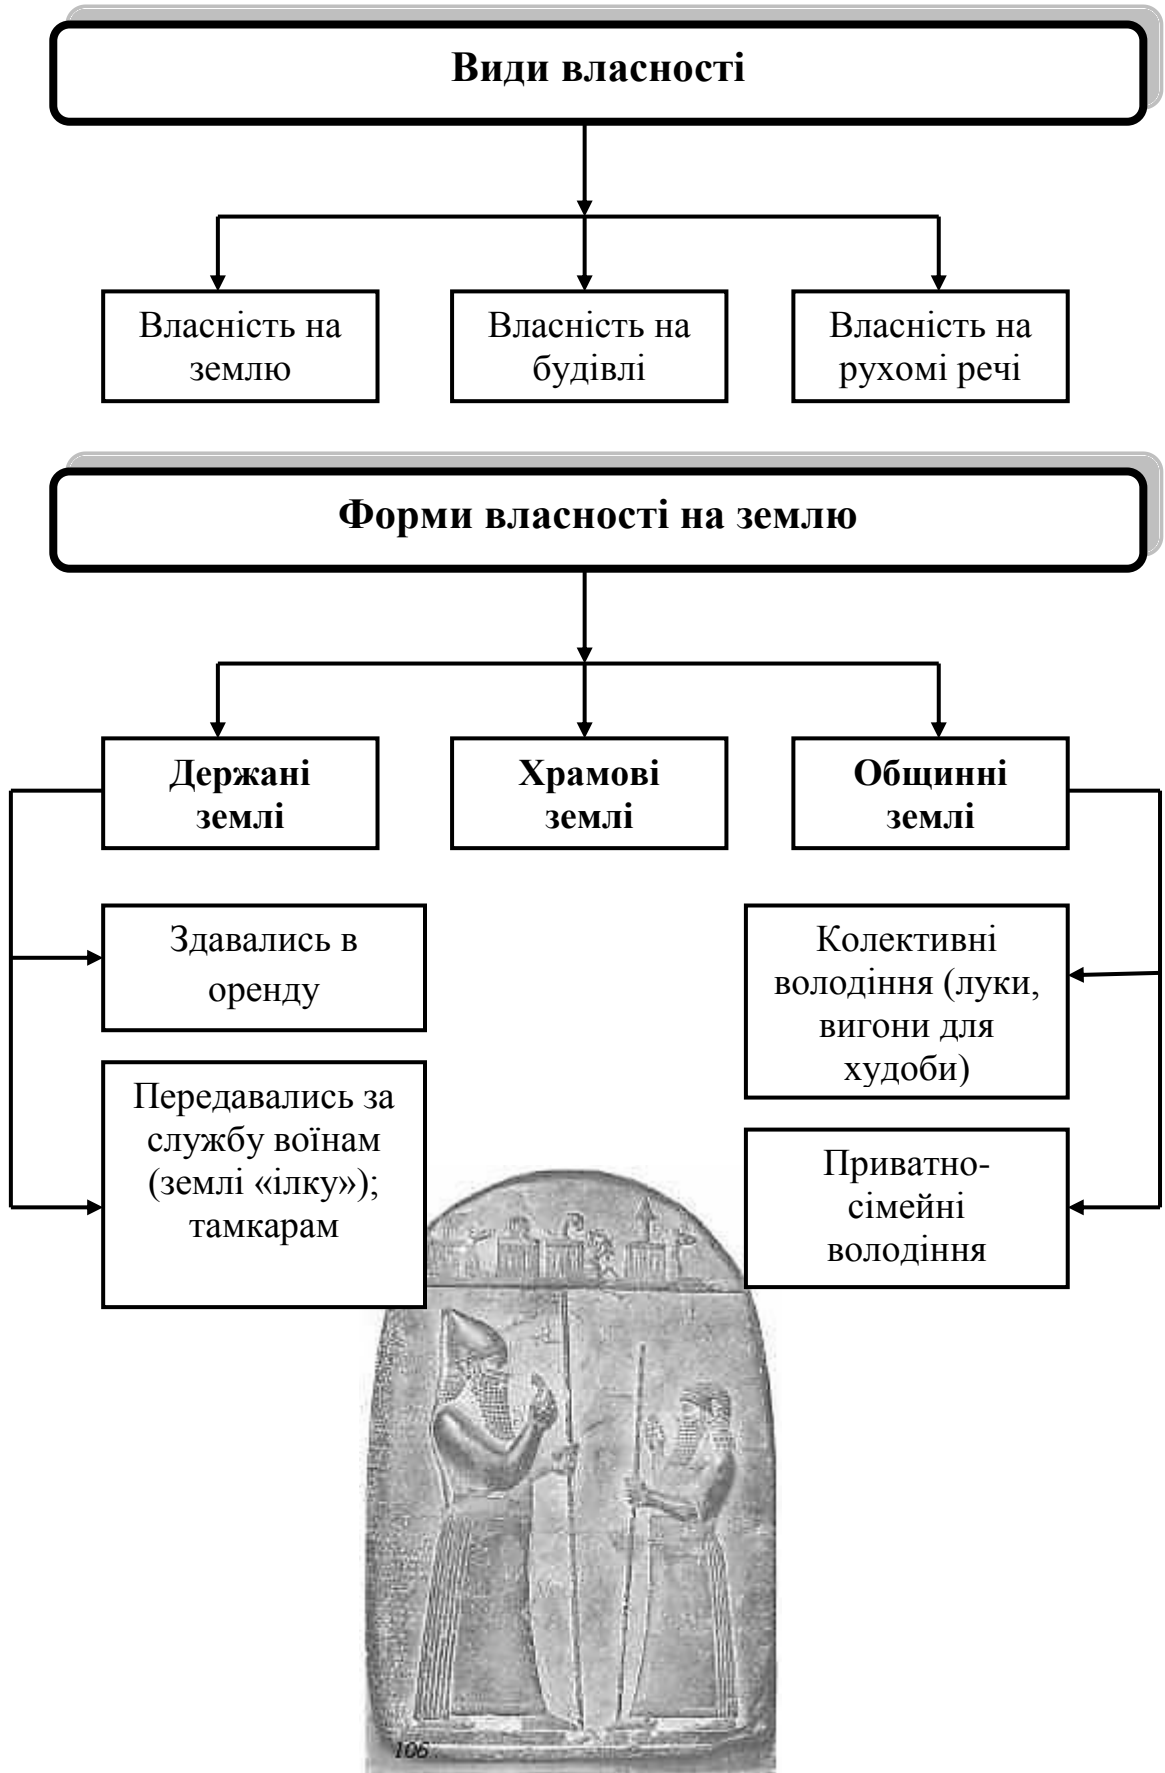 Види власності
Власність на
землю
Власність на
будівлі
Власність на
рухомі речі
Форми власності на землю
Держані
землі
Храмові
землі
Общинні
землі
Здавались в
оренду
Передавались за
службу воїнам
(землі «ілку»);
тамкарам
Колективні
володіння (луки,
вигони для
худоби)
Приватно-
сімейні
володіння
106